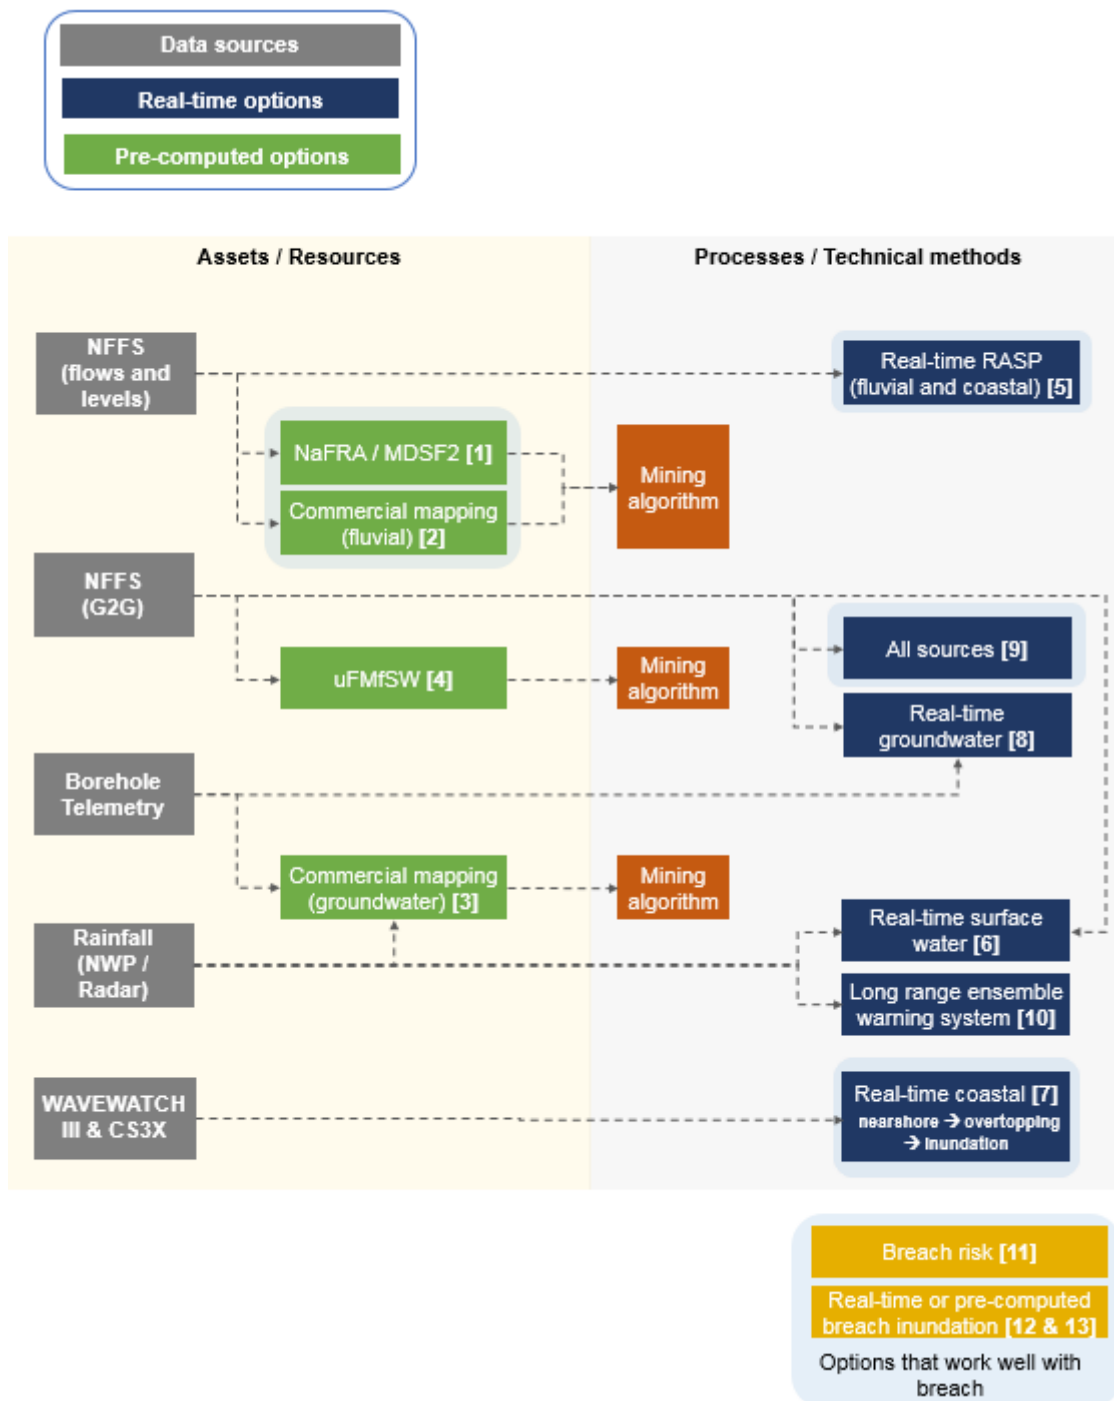 Data sources
Real-time options
Pre-computed options
Assets / Resources
Processes / Technical methods
NFFS
(flows and
levels)
Real-time RASP
(fluvial and coastal) [5]
NaFRA / MDSF2 [1]
Commercial mapping
(fluvial) [2]
Mining
algorithm
NFFS
(G2G)
All sources [9]
uFMfSW [4]
Mining
algorithm
Real-time
groundwater [8]
Borehole
Telemetry
Commercial mapping
(groundwater) [3]
Mining
algorithm
Rainfall
(NWP /
Radar)
Real-time surface
water [6]
Long range ensemble
warning system [10]
WAVEWATCH
III & CS3X
Real-time coastal [7]
nearshore → overtopping
→ inundation
Breach risk [11]
Real-time or pre-computed
breach inundation [12 & 13]
Options that work well with
breach